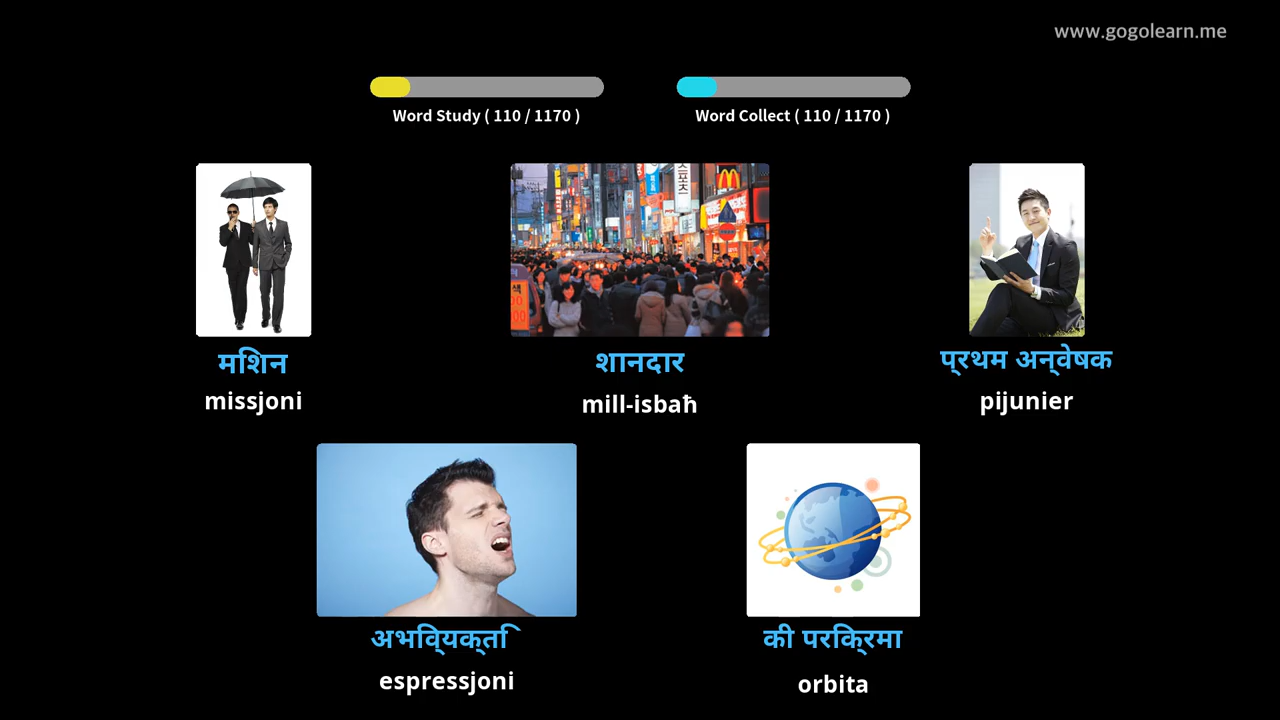 www.gogolearn.me
Word Study ( 110 / 1170 )
Word Collect ( 110 / 1170 )
मिशन
missjoni
शानदार
mill-isbaħ
प्रथम अन्वेषक
pijunier
अभिव्यक्ति
espressjoni
की परिक्रमा
orbita